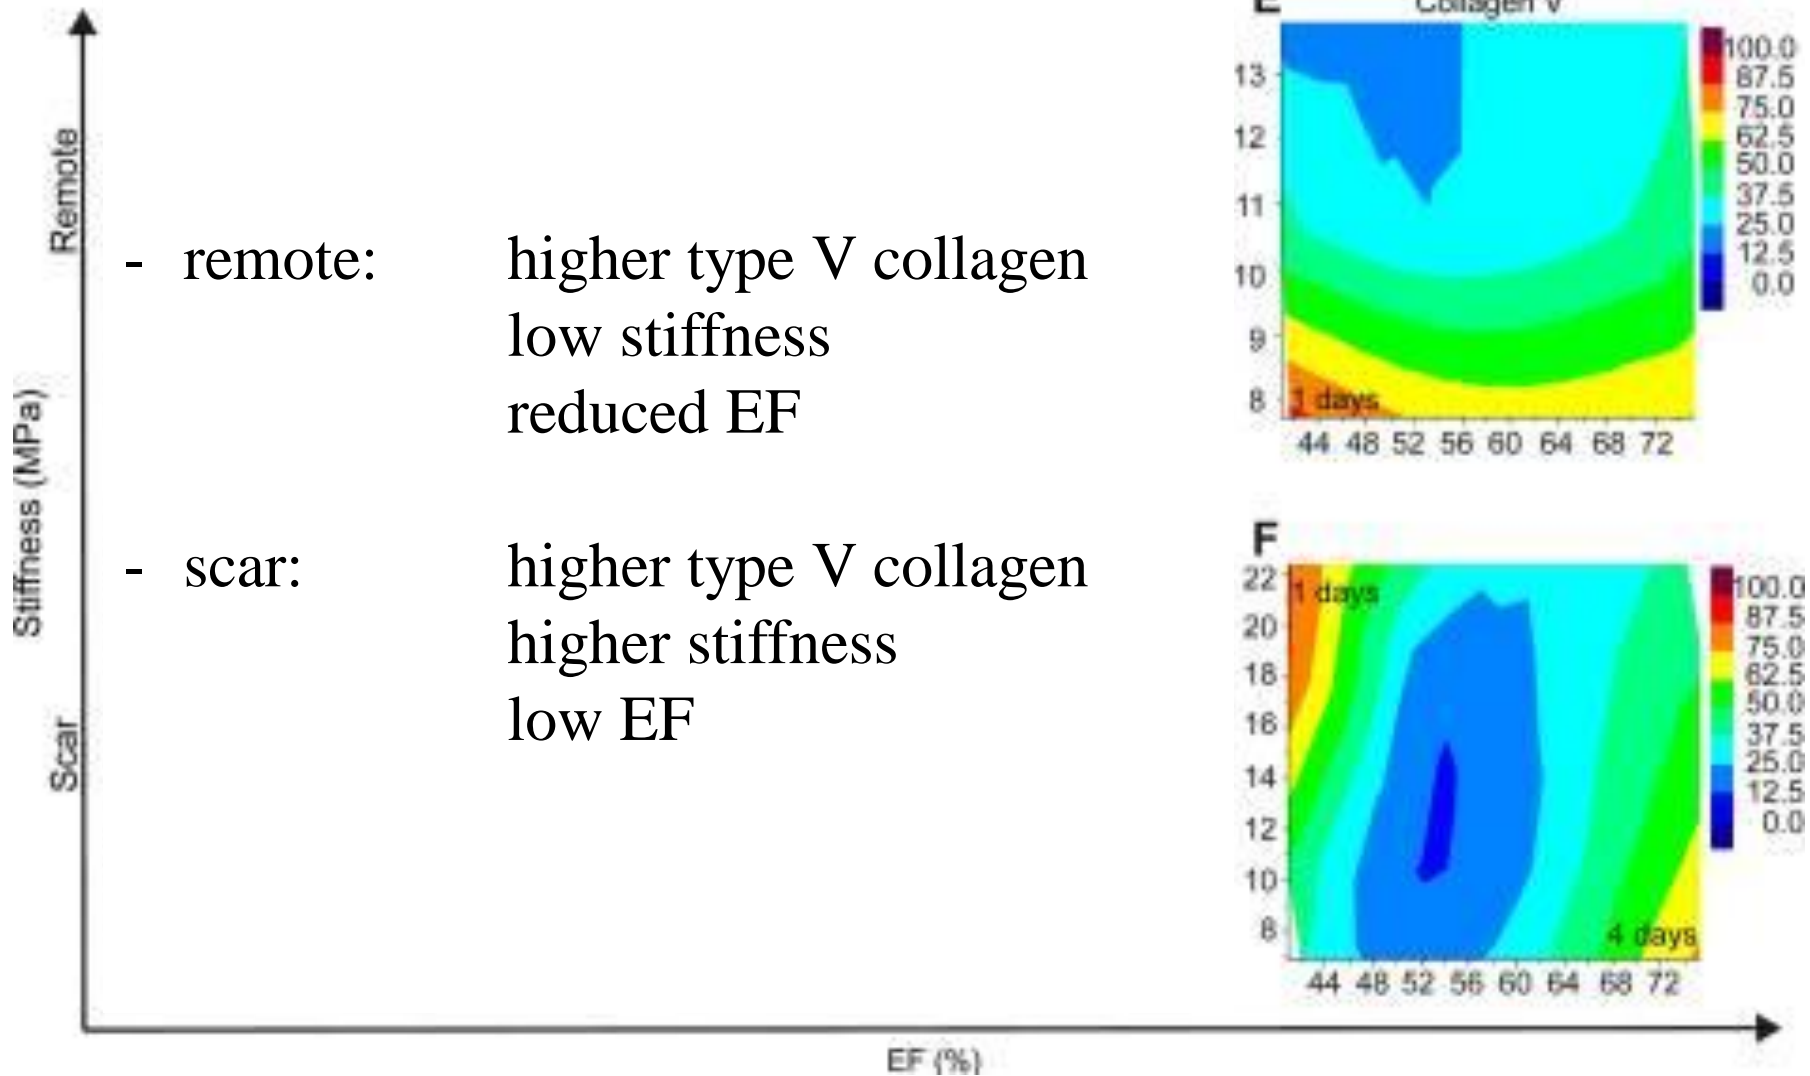 Remote
Stiffness (MPa)
Scar
- remote: higher type V collagen
low stiffness
reduced EF
- scar: higher type V collagen
higher stiffness
low EF
EF (%)
E
Collagen V
13
12
11
10
9
8
1 days
44 48 52 56 60 64 68 72
100.0
87.5
75.0
62.5
50.0
37.5
25.0
12.5
0.0
F
22
20
18
16
14
12
10
8
1 days
4 days
44 48 52 56 60 64 68 72
100.0
87.5
75.0
62.5
50.0
37.5
25.0
12.5
0.0